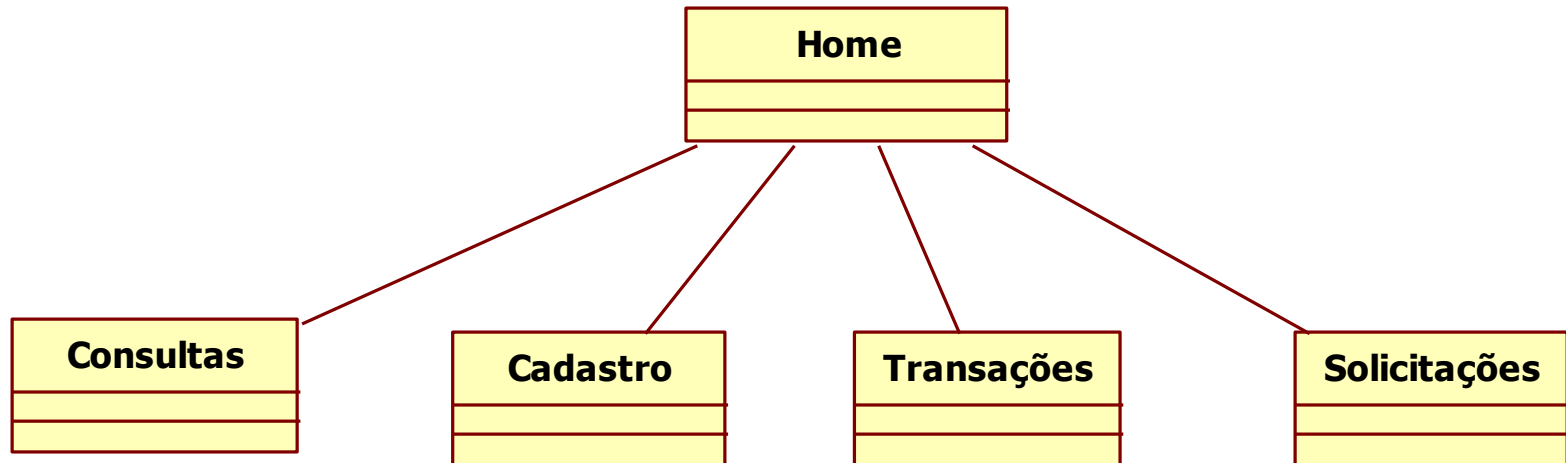 Home
Consultas
Cadastro
Transações
Solicitações